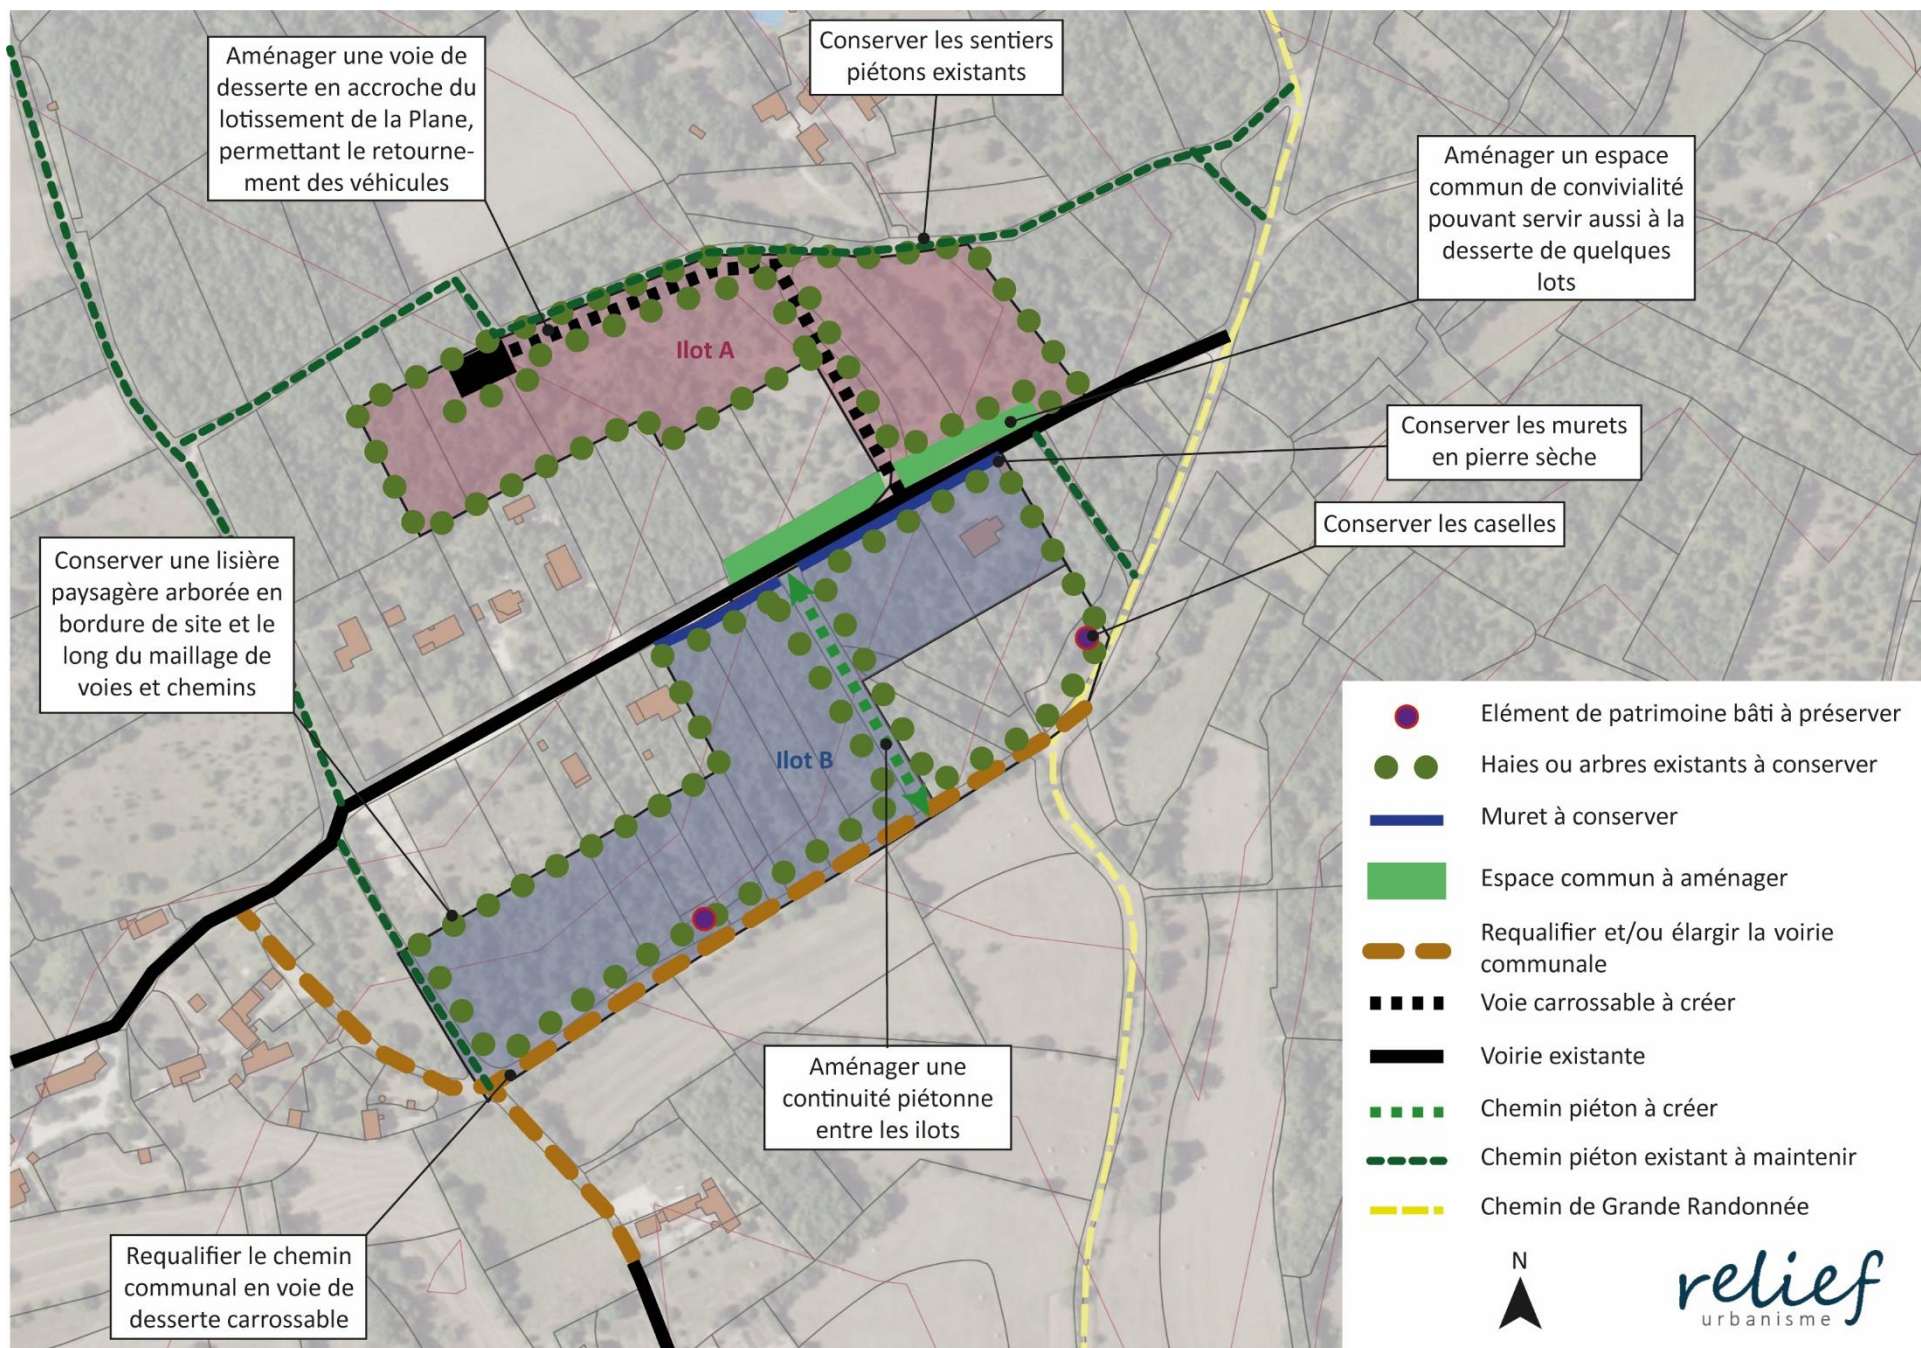 Aménager une voie de
desserte en accroche du
lotissement de la Plane,
permettant le retourne-
ment des véhicules
Conserver les sentiers
piétons existants
Aménager un espace
commun de convivialité
pouvant servir aussi à la
desserte de quelques
lots
Ilot A
Conserver les murets
en pierre sèche
Conserver les caselles
Conserver une lisière
paysagère arborée en
bordure de site et le
long du maillage de
voies et chemins
Ilot B
Aménager une
continuité piétonne
entre les ilots
Requalifier le chemin
communal en voie de
desserte carrossable
Elément de patrimoine bâti à préserver
Haies ou arbres existants à conserver
Muret à conserver
Espace commun à aménager
Requalifier et/ou élargir la voirie
communale
Voie carrossable à créer
Voirie existante
Chemin piéton à créer
Chemin piéton existant à maintenir
Chemin de Grande Randonnée
N
relief
urbanisme